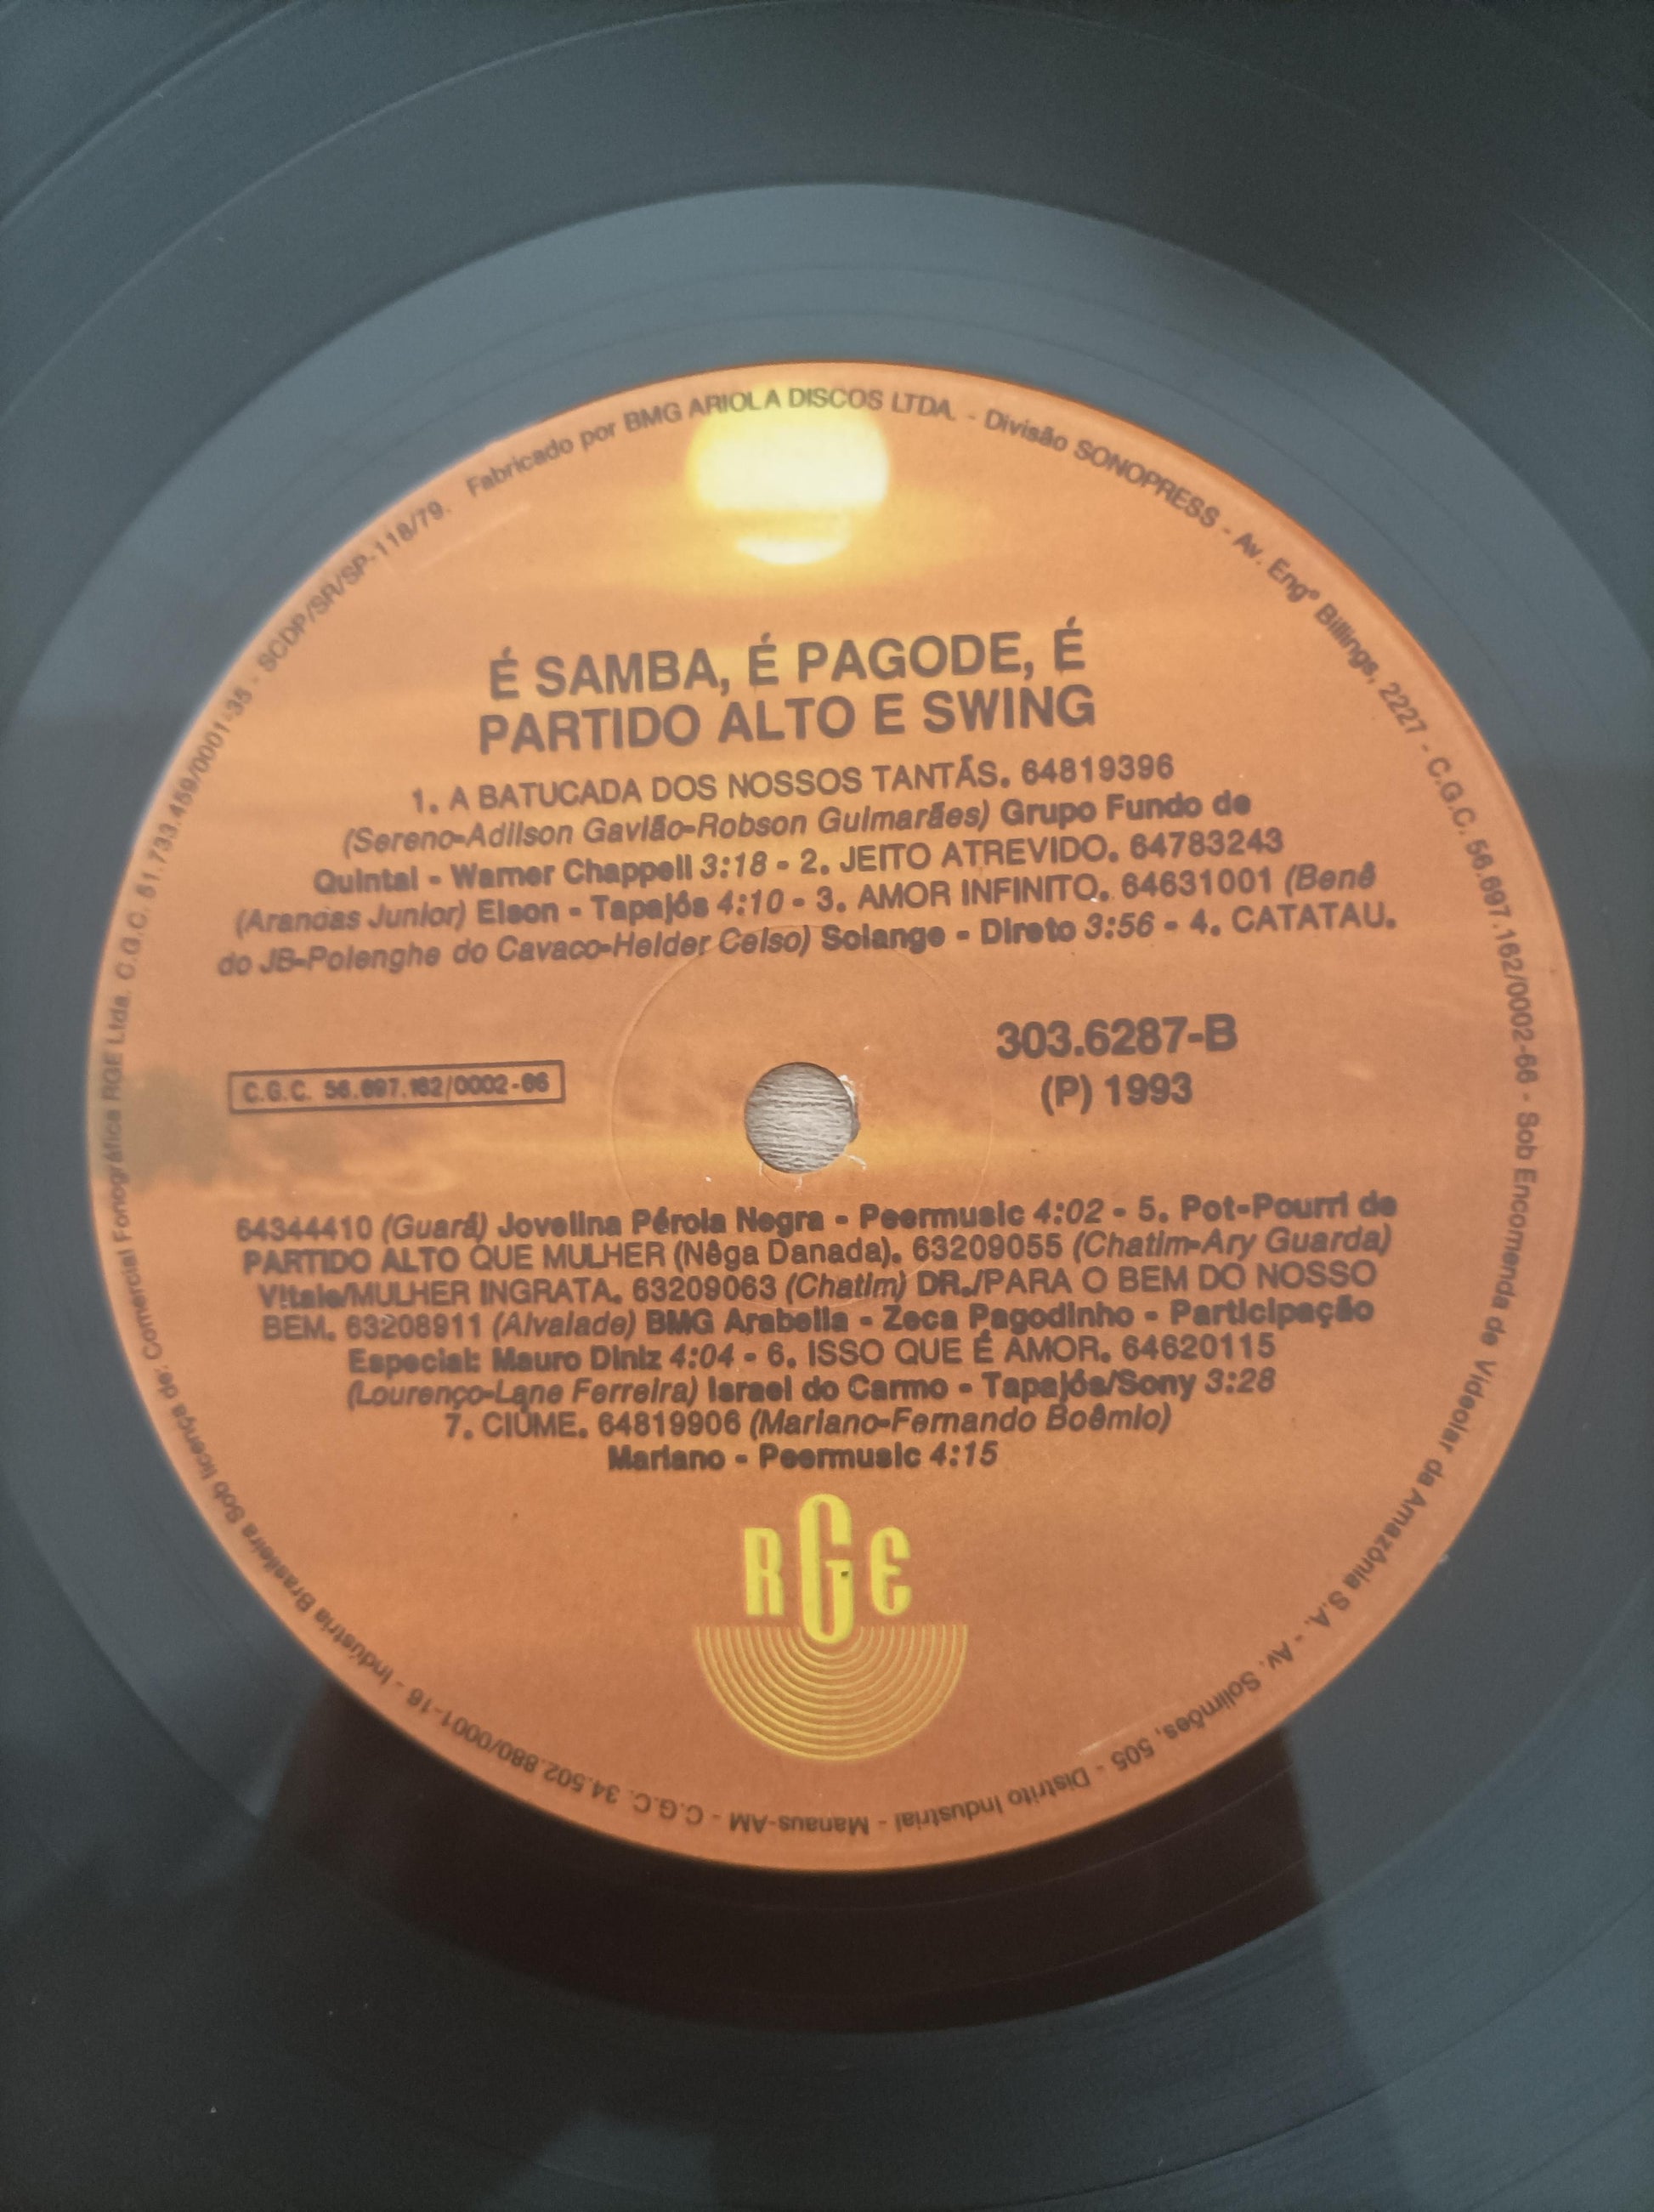 Fabricado por BMG ARIOLA DISCOS LTDA. - Divisão SONOPRESS - Av. Engº Billings, 2227 - C.G.C. 56.697.162/0002-66 - Sob Encomenda de Videolar da Amazônia S.A. - Av. Solimões, 505 - Distrito Industrial - Manaus-AM - C.G.C. 34.502.880/0001-16 - Indústria Brasileira Sob licença de: Comercial Fonográfica RGE Ltda. C.G.C. 51.733.459/0001-35 - SCDP/SR/SP-118/79.
É SAMBA, É PAGODE, É
PARTIDO ALTO E SWING
1. A BATUCADA DOS NOSSOS TANTÃS. 64819396
(Sereno-Adilson Gavião-Robson Guimarães) Grupo Fundo de
Quintal - Warner Chappell 3:18 - 2. JEITO ATREVIDO. 64783243
(Arandas Junior) Elson - Tapajós 4:10 - 3. AMOR INFINITO. 64631001 (Benê
do JB-Polenghe do Cavaco-Helder Celso) Solange - Direto 3:56 - 4. CATATAU.
303.6287-B
C.G.C. 56.697.162/0002-66
(P) 1993
64344410 (Guará) Jovelina Pérola Negra - Peermusic 4:02 - 5. Pot-Pourri de
PARTIDO ALTO QUE MULHER (Nêga Danada). 63209055 (Chatim-Ary Guarda)
Vitale/MULHER INGRATA. 63209063 (Chatim) DR./PARA O BEM DO NOSSO
BEM. 63208911 (Alvalade) BMG Arabella - Zeca Pagodinho - Participação
Especial: Mauro Diniz 4:04 - 6. ISSO QUE É AMOR. 64620115
(Lourenço-Lane Ferreira) Israel do Carmo - Tapajós/Sony 3:28
7. CIÚME. 64819906 (Mariano-Fernando Boêmio)
Mariano - Peermusic 4:15
RGE